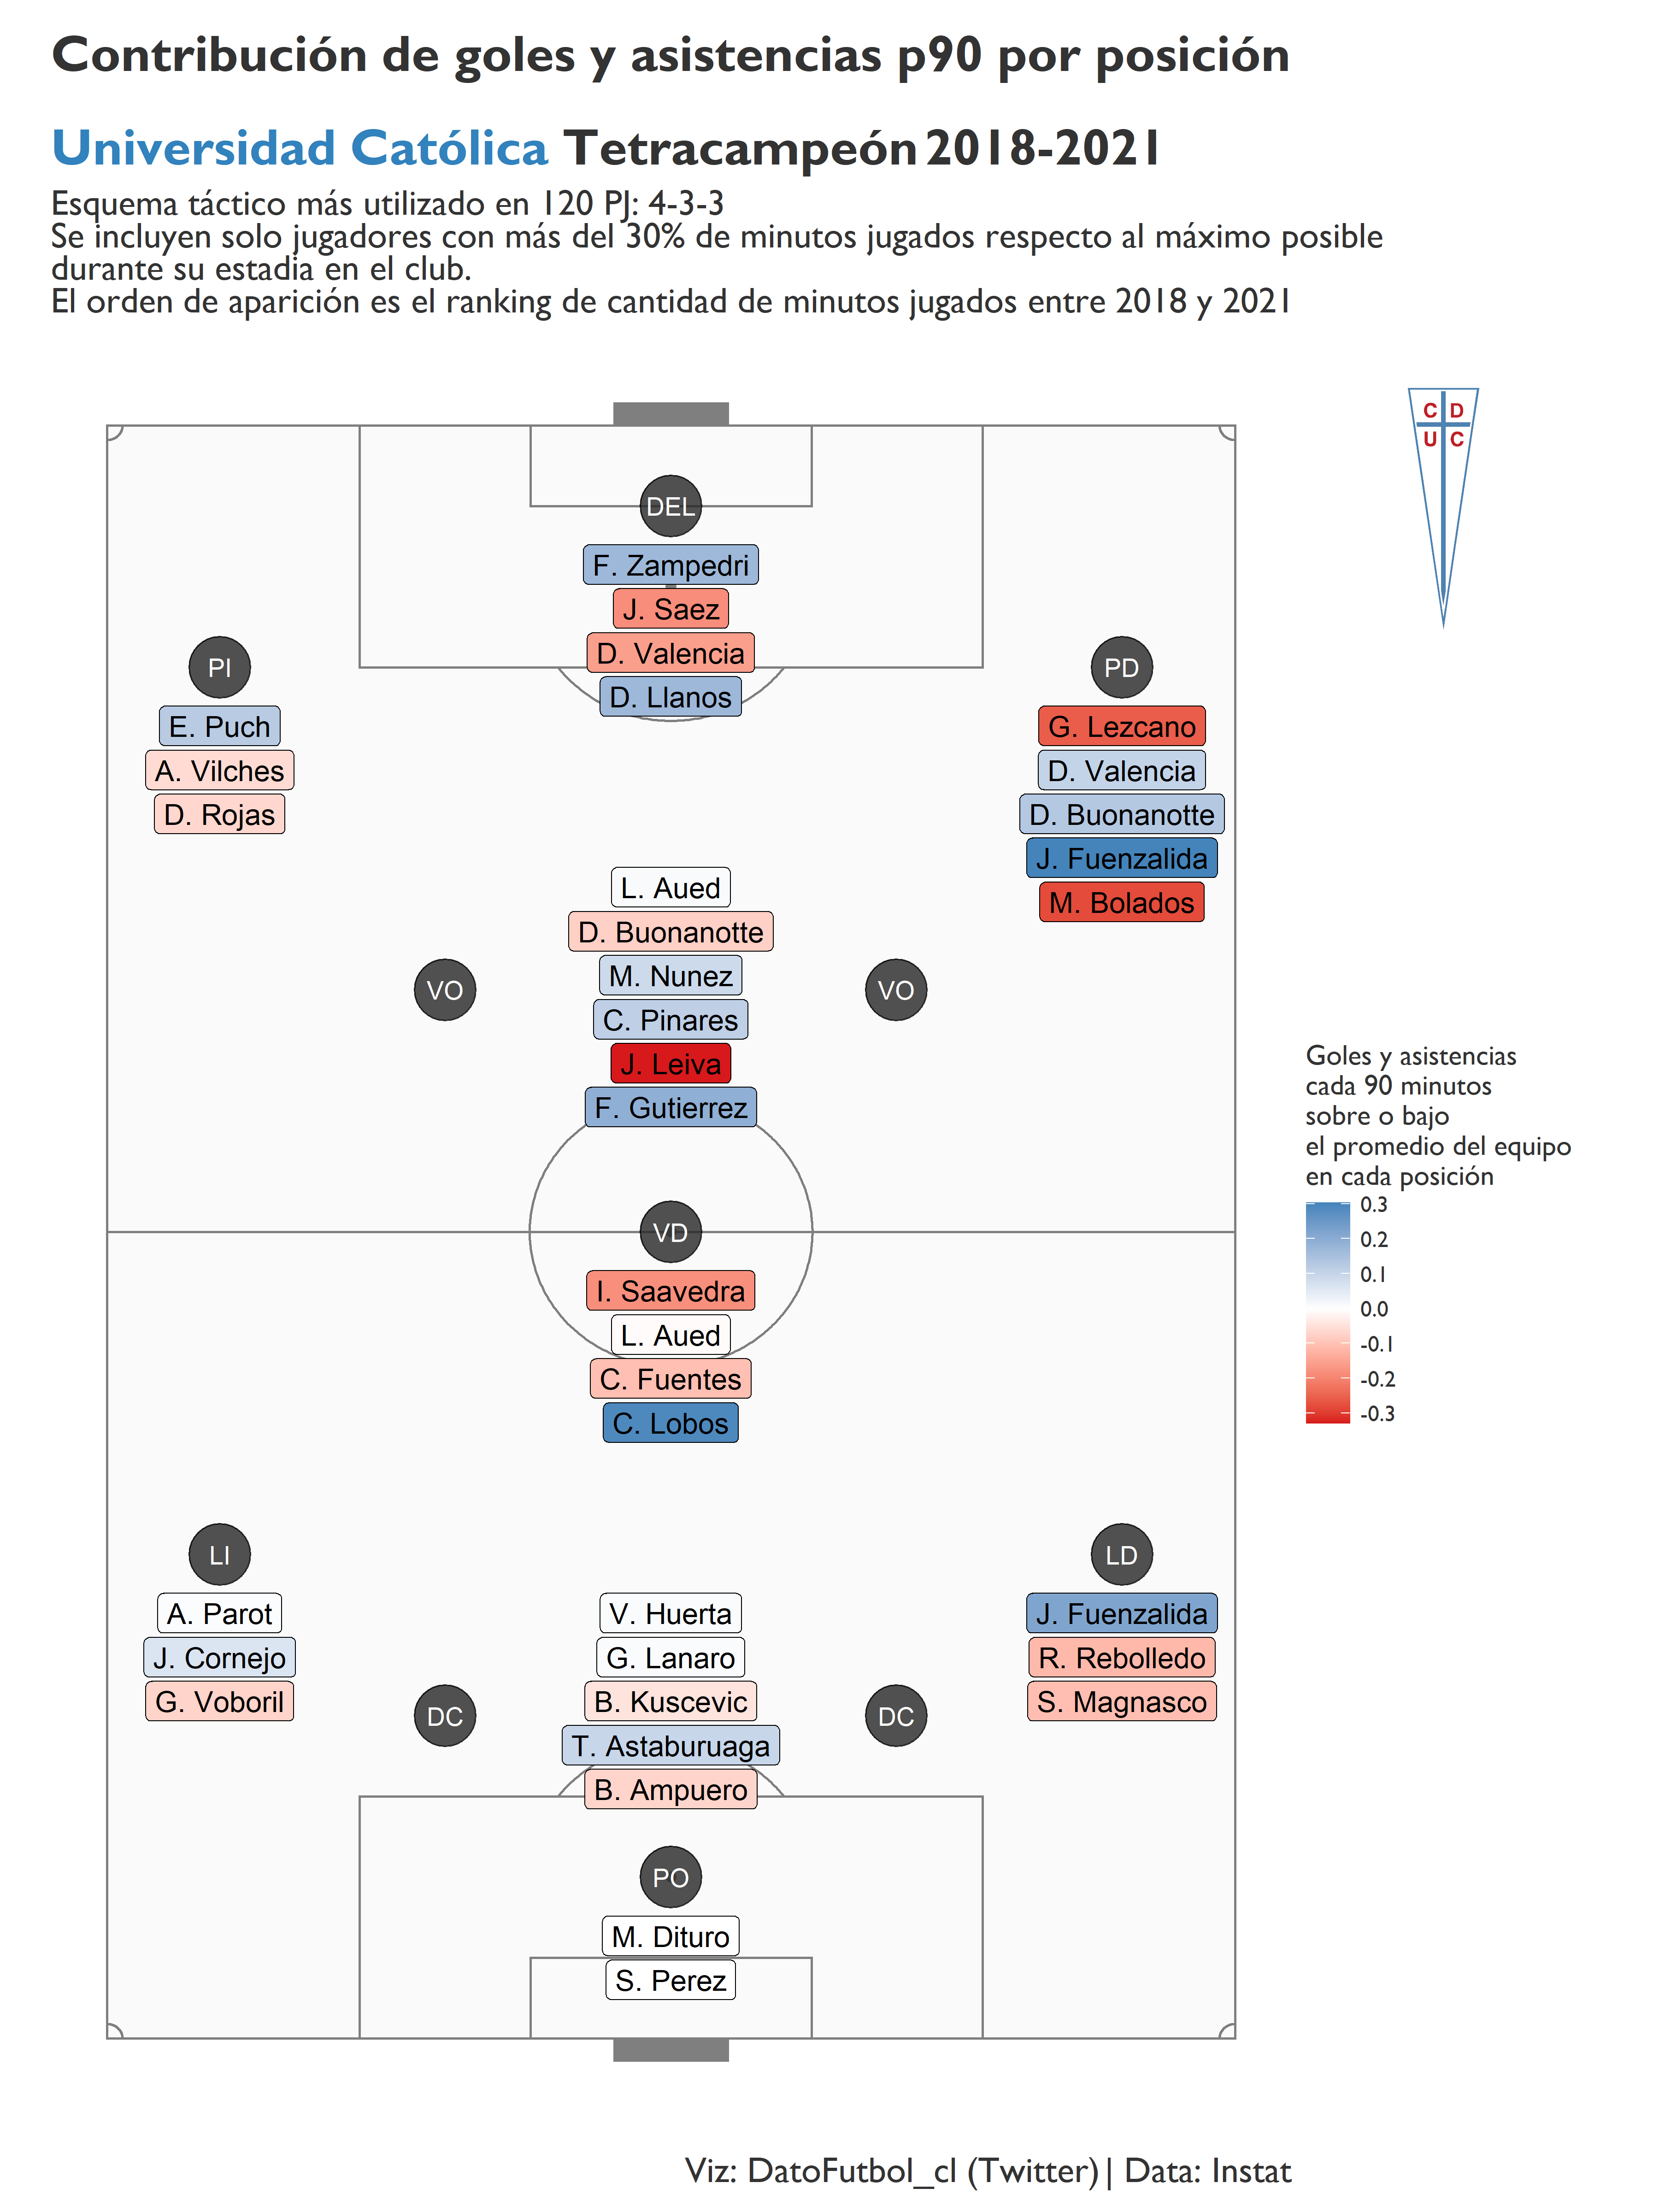 Contribución de goles y asistencias p90 por posición
Universidad Católica Tetracampeón 2018-2021
Esquema táctico más utilizado en 120 PJ: 4-3-3
Se incluyen solo jugadores con más del 30% de minutos jugados respecto al máximo posible
durante su estadia en el club.
El orden de aparición es el ranking de cantidad de minutos jugados entre 2018 y 2021
C D
U C
DEL
F. Zampedri
J. Saez
D. Valencia
D. Llanos
PI
E. Puch
A. Vilches
D. Rojas
PD
G. Lezcano
D. Valencia
D. Buonanotte
J. Fuenzalida
M. Bolados
VO
L. Aued
D. Buonanotte
M. Nunez
C. Pinares
J. Leiva
F. Gutierrez
VO
VD
I. Saavedra
L. Aued
C. Fuentes
C. Lobos
Goles y asistencias
cada 90 minutos
sobre o bajo
el promedio del equipo
en cada posición
0.3
0.2
0.1
0.0
-0.1
-0.2
-0.3
LI
A. Parot
J. Cornejo
G. Voboril
DC
V. Huerta
G. Lanaro
B. Kuscevic
T. Astaburuaga
B. Ampuero
DC
LD
J. Fuenzalida
R. Rebolledo
S. Magnasco
PO
M. Dituro
S. Perez
Viz: DatoFutbol_cl (Twitter) | Data: Instat